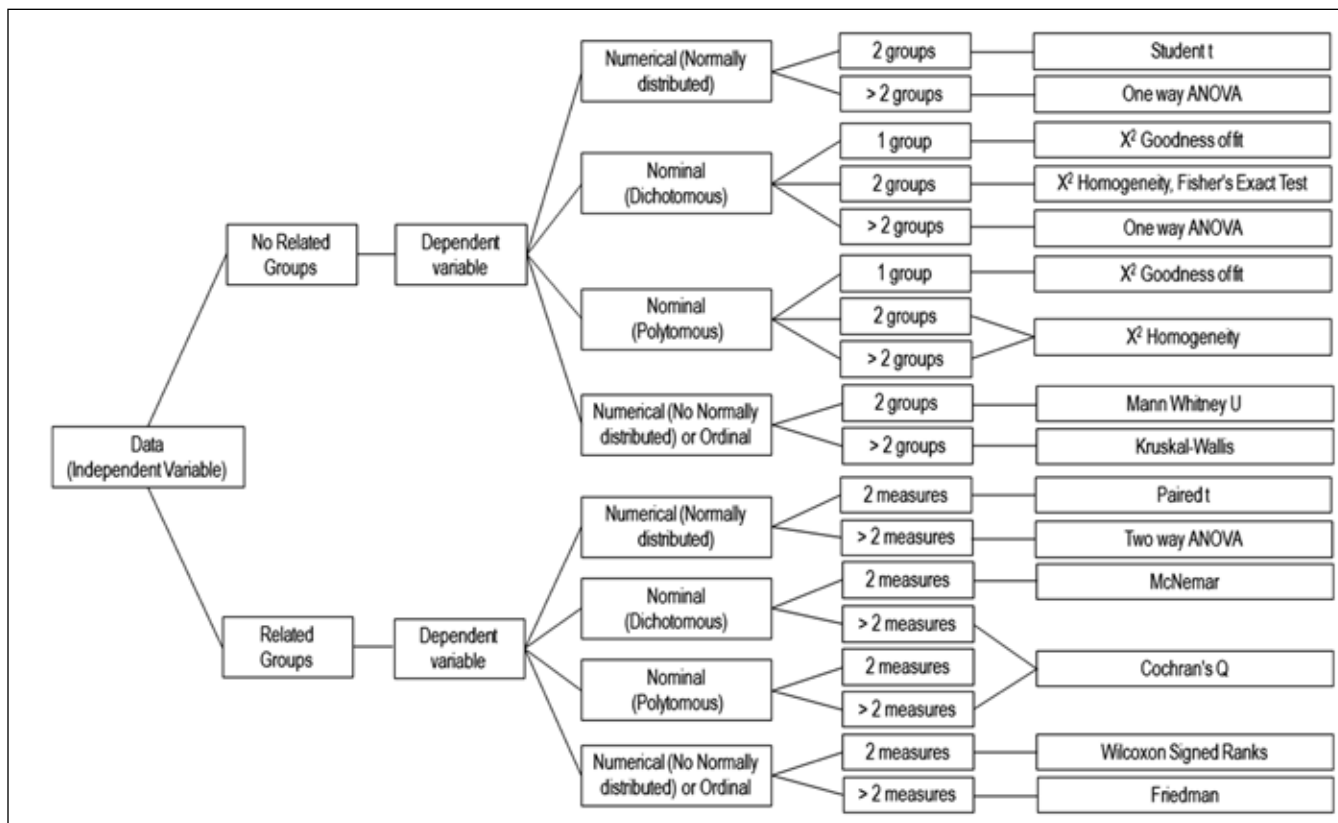 Data
(Independent Variable)
No Related
Groups
Dependent
variable
Numerical (Normally
distributed)
2 groups
Student t
> 2 groups
One way ANOVA
Nominal
(Dichotomous)
1 group
X² Goodness of fit
2 groups
X² Homogeneity, Fisher's Exact Test
> 2 groups
One way ANOVA
Nominal
(Polytomous)
1 group
X² Goodness of fit
2 groups
> 2 groups
X² Homogeneity
Numerical (No Normally
distributed) or Ordinal
2 groups
Mann Whitney U
> 2 groups
Kruskal-Wallis
Related
Groups
Dependent
variable
Numerical (Normally
distributed)
2 measures
Paired t
> 2 measures
Two way ANOVA
Nominal
(Dichotomous)
2 measures
McNemar
> 2 measures
Nominal
(Polytomous)
2 measures
> 2 measures
Cochran's Q
Numerical (No Normally
distributed) or Ordinal
2 measures
Wilcoxon Signed Ranks
> 2 measures
Friedman